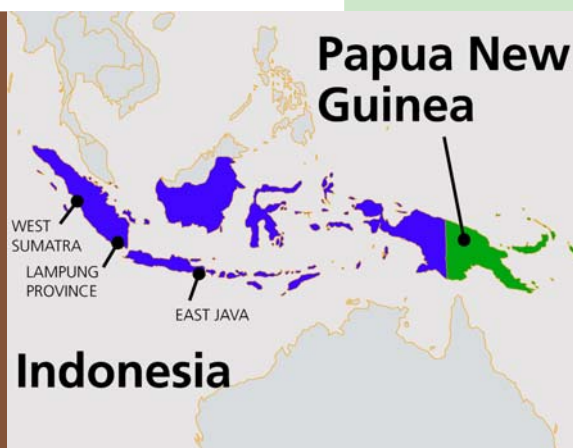 Papua New
Guinea
WEST
SUMATRA
LAMPUNG
PROVINCE
EAST JAVA
Indonesia